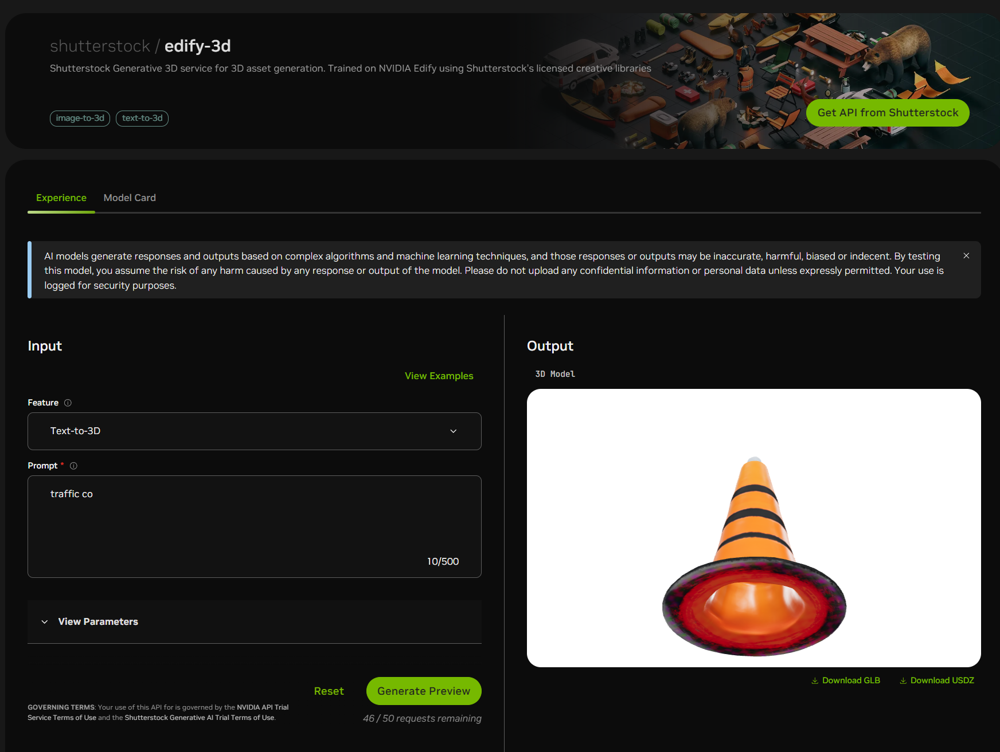 shutterstock / edify-3d
Shutterstock Generative 3D service for 3D asset generation. Trained on NVIDIA Edify using Shutterstock's licensed creative libraries
image-to-3d
text-to-3d
Get API from Shutterstock
Experience
Model Card
AI models generate responses and outputs based on complex algorithms and machine learning techniques, and those responses or outputs may be inaccurate, harmful, biased or indecent. By testing
this model, you assume the risk of any harm caused by any response or output of the model. Please do not upload any confidential information or personal data unless expressly permitted. Your use is
logged for security purposes.
Input
View Examples
Feature
Text-to-3D
Prompt *
traffic co
10/500
View Parameters
Reset
Generate Preview
GOVERNING TERMS: Your use of this API for is governed by the NVIDIA API Trial
Service Terms of Use and the Shutterstock Generative AI Trial Terms of Use.
46 / 50 requests remaining
Output
3D Model
Download GLB
Download USDZ